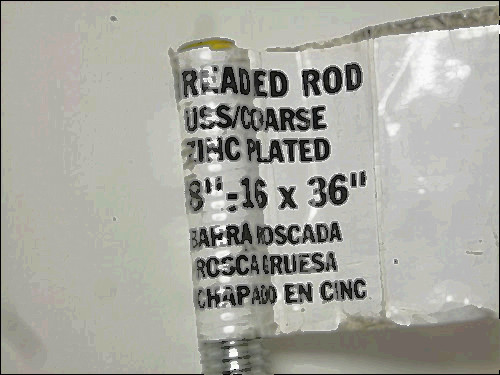 READED ROD
USS/COARSE
ZINC PLATED
8"-16 x 36"
BARRA ROSCADA
ROSCA GRUESA
CHAPADO EN CINC